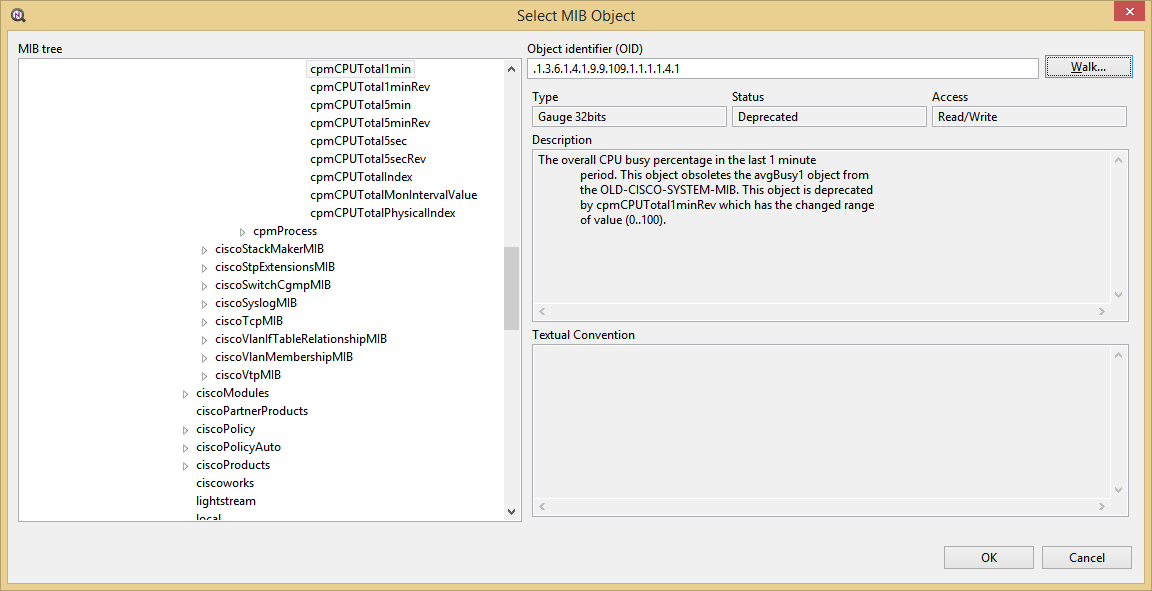 Select MIB Object
MIB tree
cpmCPUTotal1min
cpmCPUTotal1minRev
cpmCPUTotal5min
cpmCPUTotal5minRev
cpmCPUTotal5sec
cpmCPUTotal5secRev
cpmCPUTotalIndex
cpmCPUTotalMonIntervalValue
cpmCPUTotalPhysicalIndex
cpmProcess
ciscoStackMakerMIB
ciscoStpExtensionsMIB
ciscoSwitchCgmpMIB
ciscoSyslogMIB
ciscoTcpMIB
ciscoVlanIfTableRelationshipMIB
ciscoVlanMembershipMIB
ciscoVtpMIB
ciscoModules
ciscoPartnerProducts
ciscoPolicy
ciscoPolicyAuto
ciscoProducts
ciscoworks
lightstream
local
Object identifier (OID)
.1.3.6.1.4.1.9.9.109.1.1.1.1.4.1
Walk...
Type Status Access
Gauge 32bits Deprecated Read/Write
Description
The overall CPU busy percentage in the last 1 minute
period. This object obsoletes the avgBusy1 object from
the OLD-CISCO-SYSTEM-MIB. This object is deprecated
by cpmCPUTotal1minRev which has the changed range
of value (0..100).
Textual Convention
OK Cancel